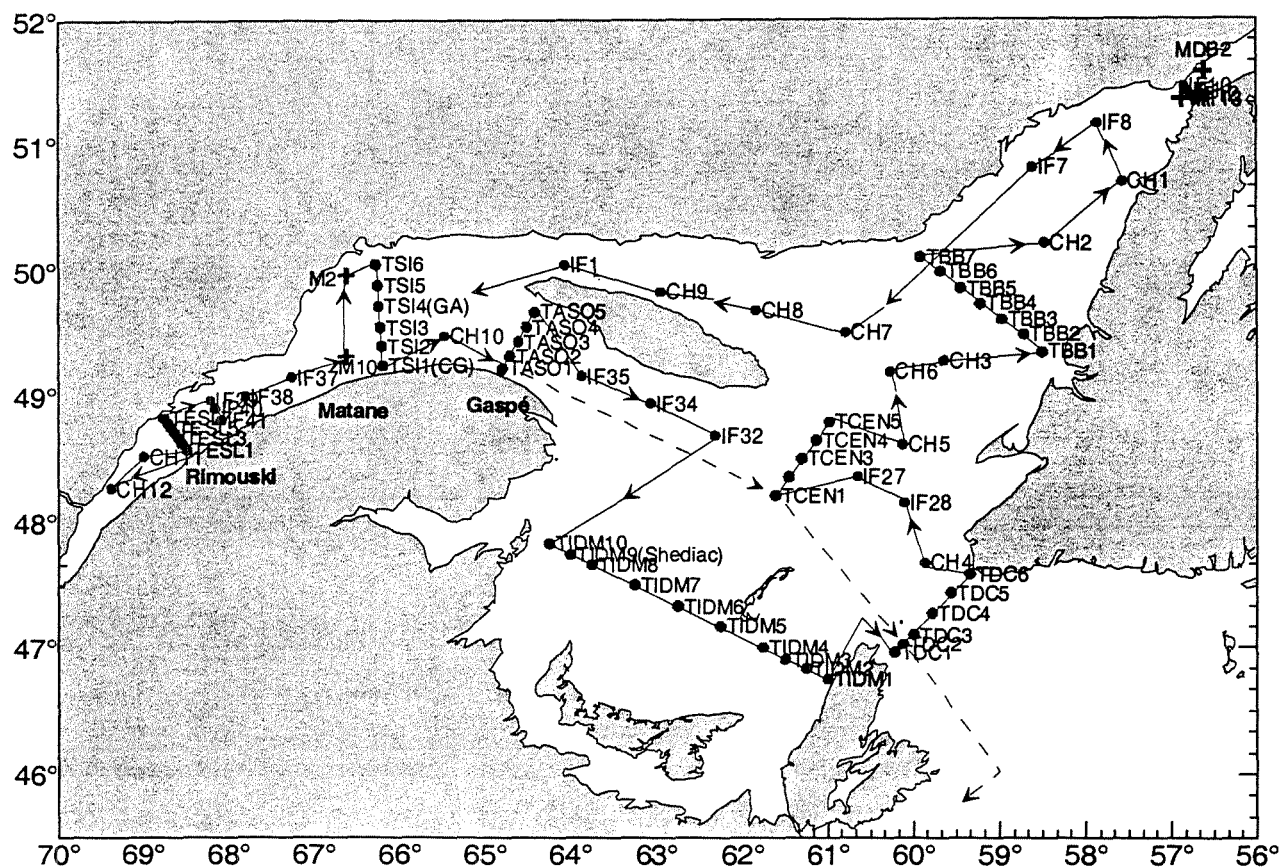 52°
MDB2
51°
IF8
IF7
CH1
CH2
50°
TSI6
M2
TSI5
TSI4(GA)
TSI3
TSI2
TSI1(CG)
IF1
CH9
CH8
CH7
TBB7
TBB6
TBB5
TBB4
TBB3
TBB2
TBB1
CH10
TASO5
TASO4
TASO3
TASO2
TASO1
CH3
CH6
49°
M10
IF37
IF38
IF35
IF34
Matane
Gaspé
IF32
TCEN5
TCEN4
TCEN3
TCEN1
CH5
IF27
IF28
TESL1
CH11
Rimouski
CH12
48°
TIDM10
TIDM9(Shediac)
TIDM8
TIDM7
TIDM6
TIDM5
TIDM4
TIDM3
TIDM2
TIDM1
CH4
TDC6
TDC5
TDC4
TDC3
TDC2
TDC1
47°
46°
70° 69° 68° 67° 66° 65° 64° 63° 62° 61° 60° 59° 58° 57° 56°